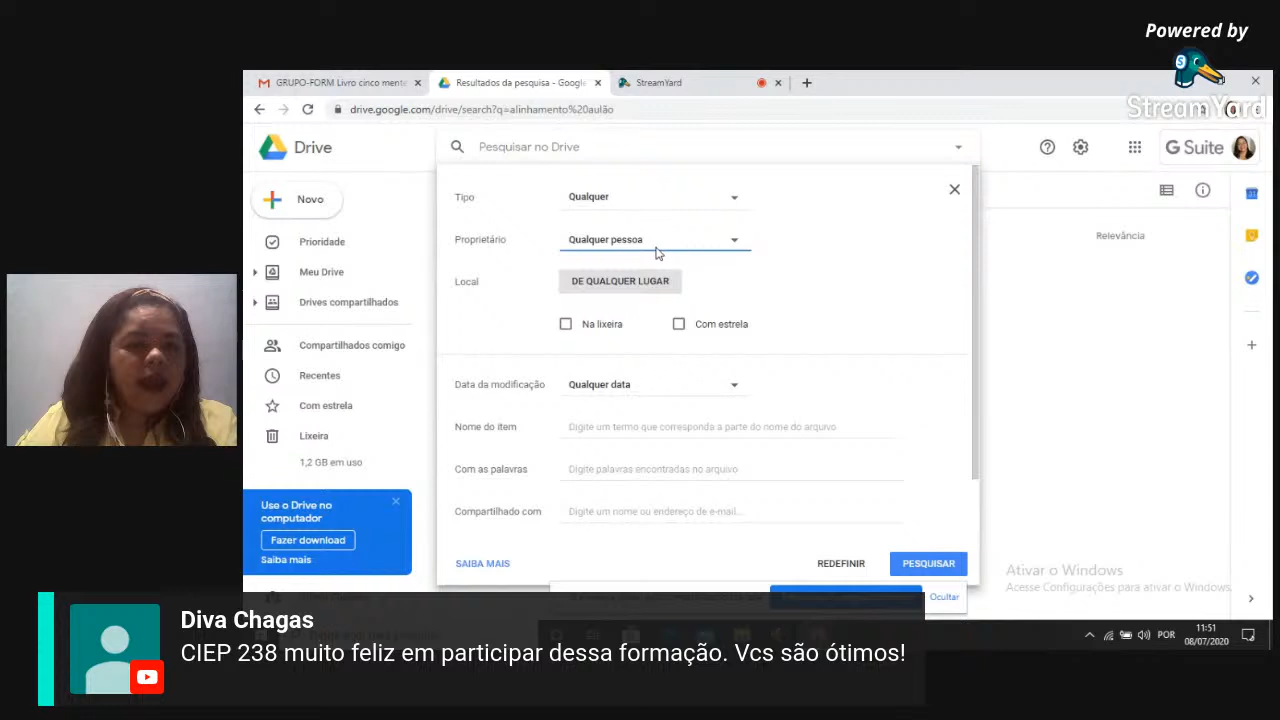 Powered by
StreamYard
GRUPO-FORM Livro cinco mente
Resultados da pesquisa - Google
StreamYard
drive.google.com/drive/search?q=alinhamento%20aulão
Drive
Pesquisar no Drive
G Suite
Novo
Prioridade
Meu Drive
Drives compartilhados
Compartilhados comigo
Recentes
Com estrela
Lixeira
1,2 GB em uso
Use o Drive no
computador
Fazer download
Saiba mais
Tipo
Qualquer
Proprietário
Qualquer pessoa
Local
DE QUALQUER LUGAR
Na lixeira
Com estrela
Data da modificação
Qualquer data
Nome do item
Digite um termo que corresponda a parte do nome do arquivo
Com as palavras
Digite palavras encontradas no arquivo
Compartilhado com
Digite um nome ou endereço de e-mail...
SAIBA MAIS
REDEFINIR
PESQUISAR
Relevância
Ativar o Windows
Acesse Configurações para ativar o Windows.
Ocultar
POR
11:51
08/07/2020
Diva Chagas
CIEP 238 muito feliz em participar dessa formação. Vcs são ótimos!